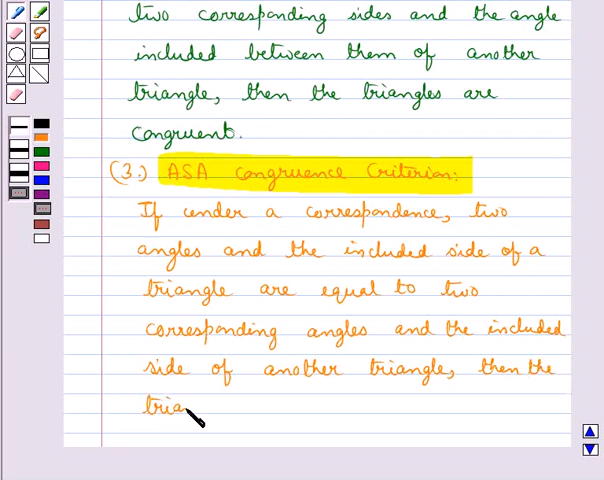 two corresponding sides and the angle
included between them of another
triangle, then the triangles are
congruent.
(3.) ASA Congruence Criterion:
If under a correspondence, two
angles and the included side of a
triangle are equal to two
corresponding angles and the included
side of another triangle, then the
tria